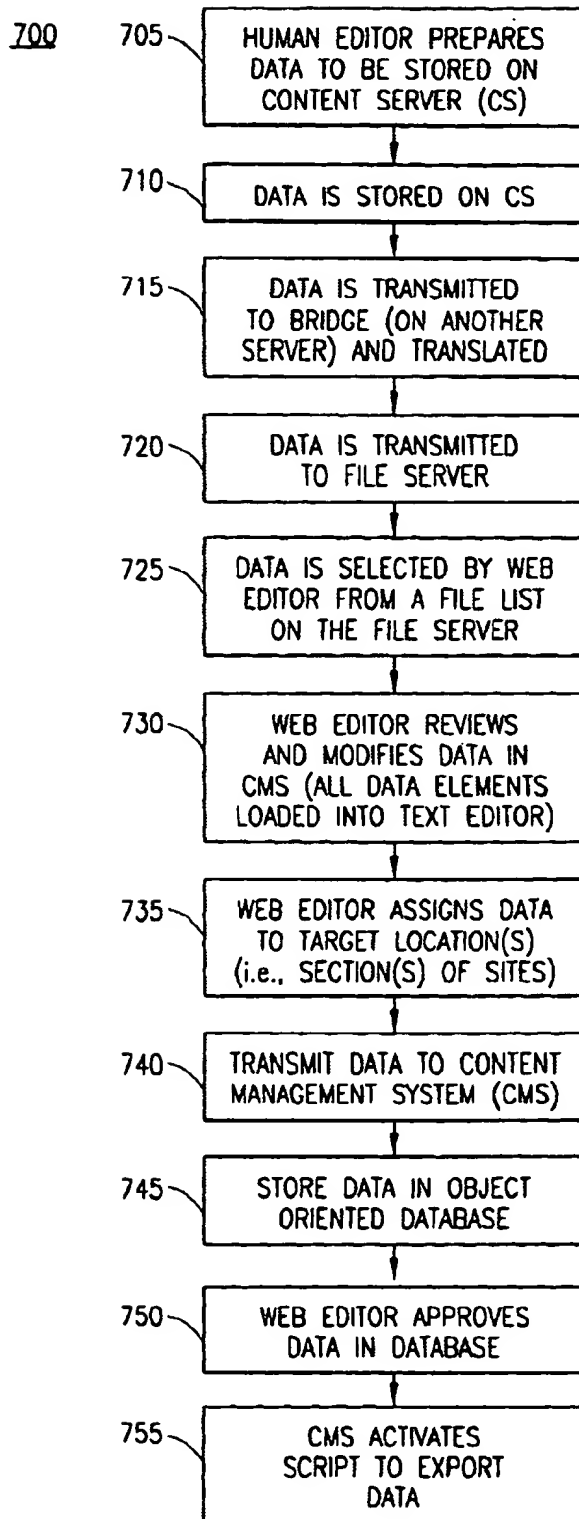 700
705
HUMAN EDITOR PREPARES
DATA TO BE STORED ON
CONTENT SERVER (CS)
710
DATA IS STORED ON CS
715
DATA IS TRANSMITTED
TO BRIDGE (ON ANOTHER
SERVER) AND TRANSLATED
720
DATA IS TRANSMITTED
TO FILE SERVER
725
DATA IS SELECTED BY WEB
EDITOR FROM A FILE LIST
ON THE FILE SERVER
730
WEB EDITOR REVIEWS
AND MODIFIES DATA IN
CMS (ALL DATA ELEMENTS
LOADED INTO TEXT EDITOR)
735
WEB EDITOR ASSIGNS DATA
TO TARGET LOCATION(S)
(i.e., SECTION(S) OF SITES)
740
TRANSMIT DATA TO CONTENT
MANAGEMENT SYSTEM (CMS)
745
STORE DATA IN OBJECT
ORIENTED DATABASE
750
WEB EDITOR APPROVES
DATA IN DATABASE
755
CMS ACTIVATES
SCRIPT TO EXPORT
DATA